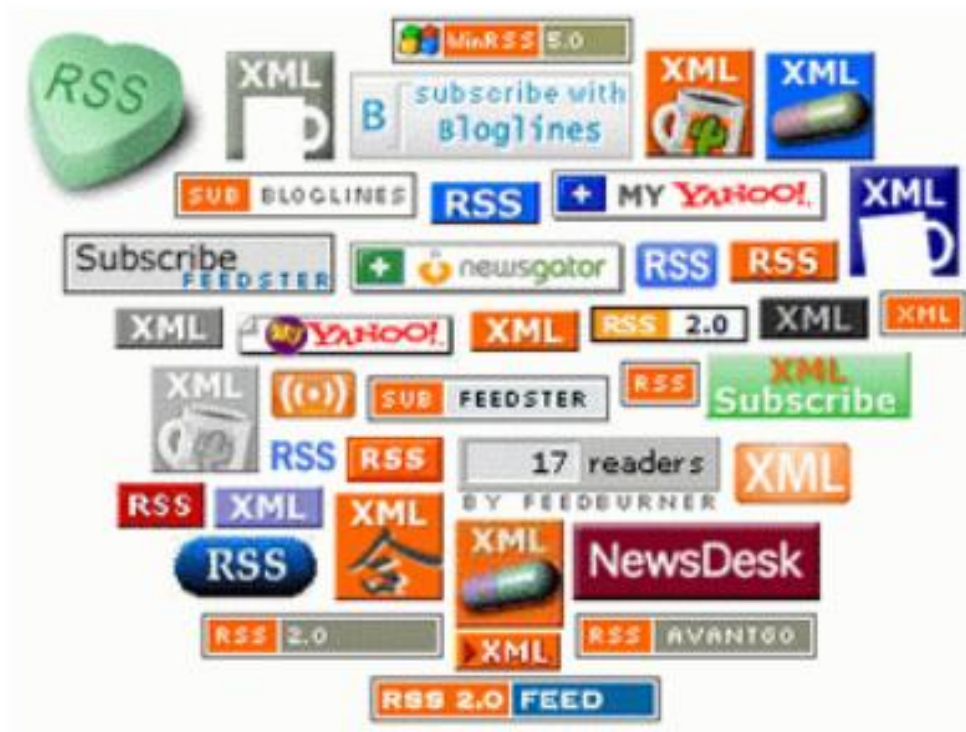 WinRSS 5.0
RSS
XML
B subscribe with
Bloglines
XML
XML
SUB BLOGLINES
RSS
+ MY YAHOO!
XML
Subscribe
FEEDSTER
+ newsgator
RSS
RSS
XML
MY YAHOO!
XML
RSS 2.0
XML
XML
XML
SUB FEEDSTER
RSS
XML
Subscribe
RSS
RSS
17 readers
BY FEEDBURNER
XML
RSS
XML
XML
含
RSS
XML
NewsDesk
RSS 2.0
XML
RSS AVANTGO
RSS 2.0 FEED